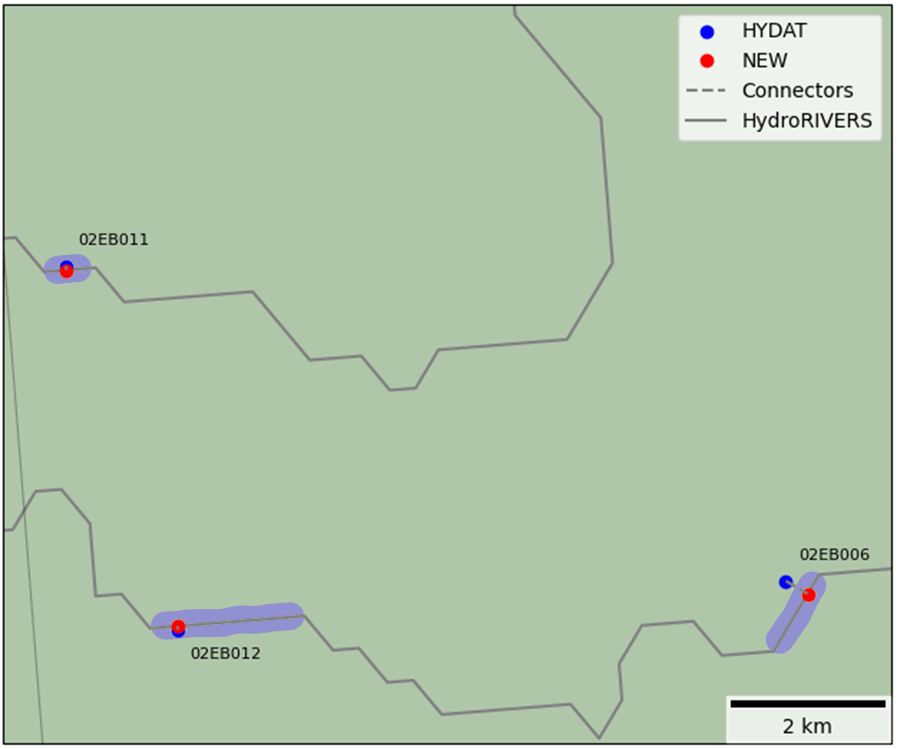 HYDAT
NEW
Connectors
HydroRIVERS
02EB011
02EB006
02EB012
2 km